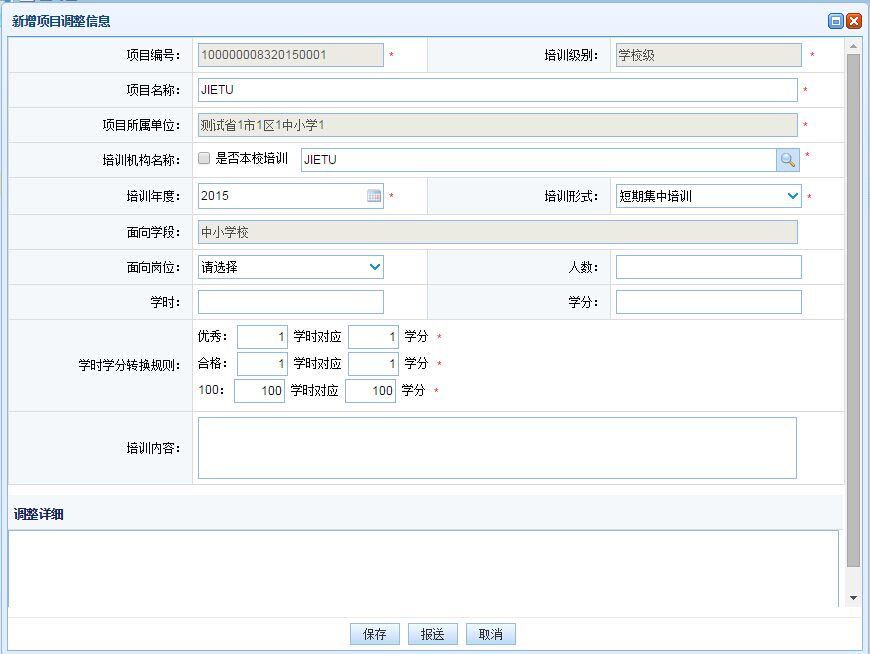 新增项目调整信息
项目编号： 100000008320150001 * 培训级别： 学校级 *
项目名称： JIETU *
项目所属单位： 测试省1市1区1中小学1 *
培训机构名称： 是否本校培训 JIETU *
培训年度： 2015 * 培训形式： 短期集中培训 *
面向学段： 中小学校
面向岗位： 请选择 人数：
学时： 学分：
学时学分转换规则： 优秀： 1 学时对应 1 学分 *
合格： 1 学时对应 1 学分 *
100： 100 学时对应 100 学分 *
培训内容：
调整详细
保存 报送 取消